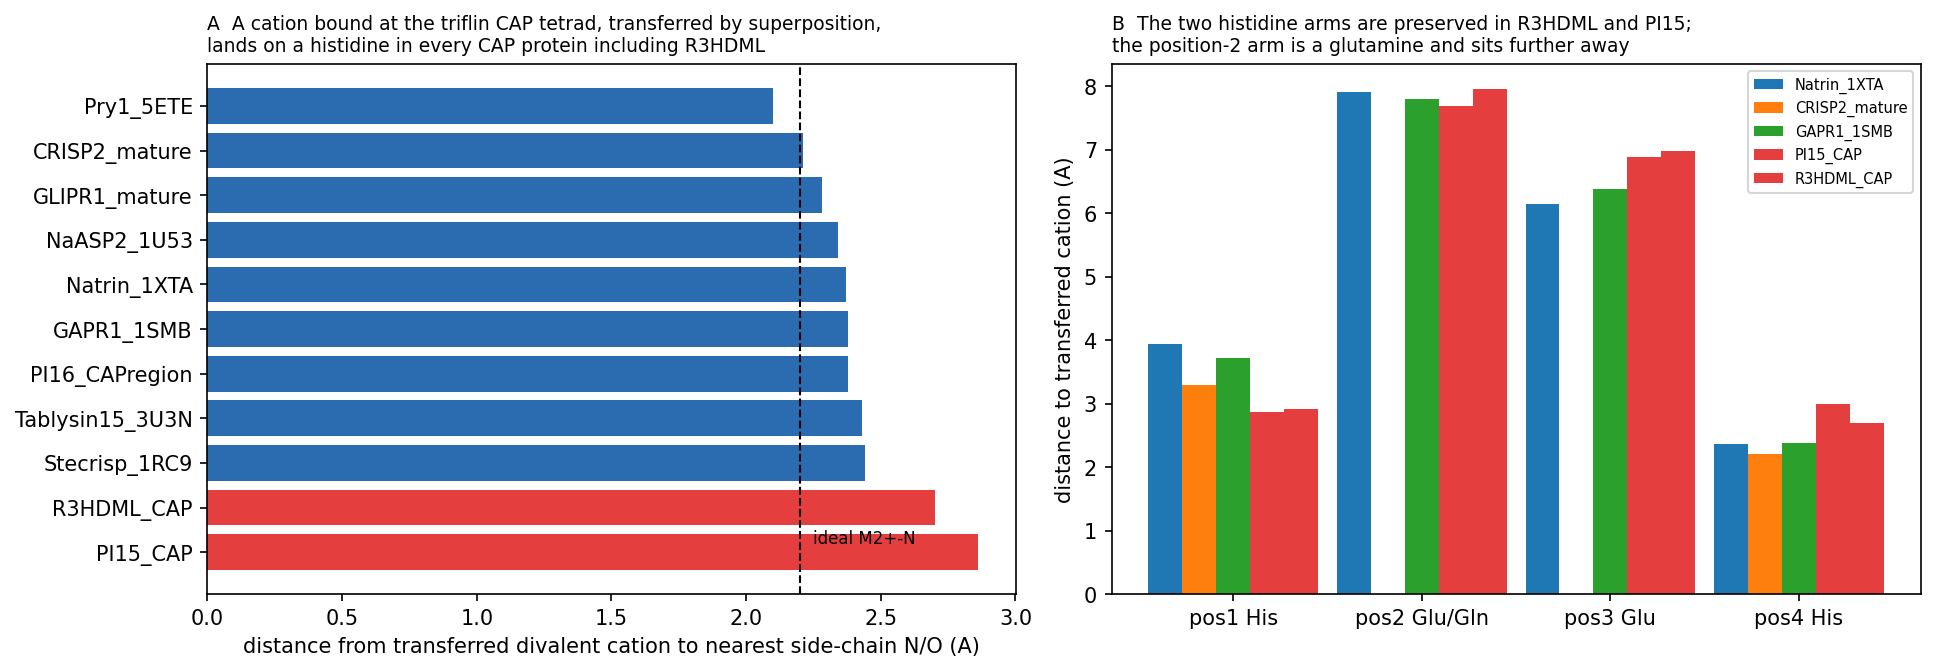 A  A cation bound at the triflin CAP tetrad, transferred by superposition,
lands on a histidine in every CAP protein including R3HDML
Pry1_5ETE
CRISP2_mature
GLIPR1_mature
NaASP2_1U53
Natrin_1XTA
GAPR1_1SMB
PI16_CAPregion
Tablysin15_3U3N
Stecrisp_1RC9
R3HDML_CAP
PI15_CAP
ideal M2+-N
0.0 0.5 1.0 1.5 2.0 2.5 3.0
distance from transferred divalent cation to nearest side-chain N/O (A)
B  The two histidine arms are preserved in R3HDML and PI15;
the position-2 arm is a glutamine and sits further away
distance to transferred cation (A)
8
7
6
5
4
3
2
1
0
Natrin_1XTA
CRISP2_mature
GAPR1_1SMB
PI15_CAP
R3HDML_CAP
pos1 His pos2 Glu/Gln pos3 Glu pos4 His